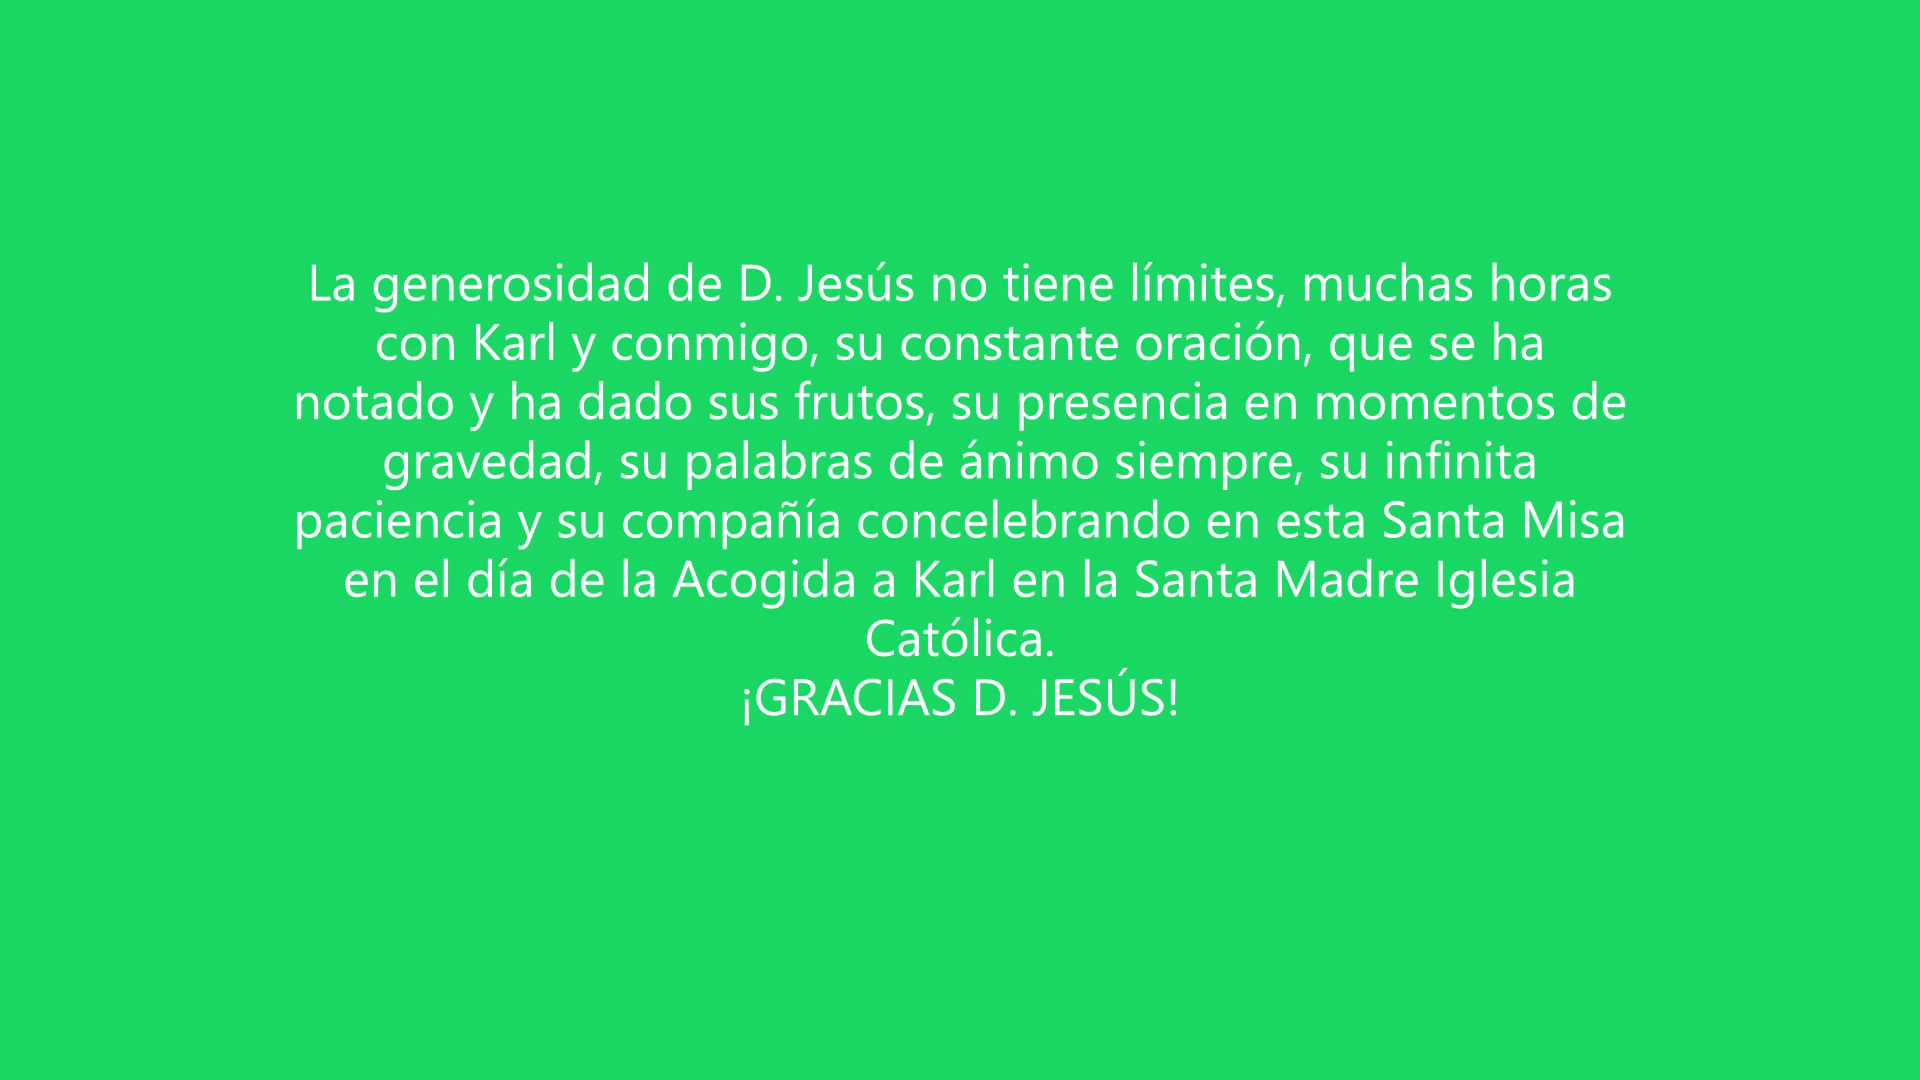 La generosidad de D. Jesús no tiene límites, muchas horas
con Karl y conmigo, su constante oración, que se ha
notado y ha dado sus frutos, su presencia en momentos de
gravedad, su palabras de ánimo siempre, su infinita
paciencia y su compañía concelebrando en esta Santa Misa
en el día de la Acogida a Karl en la Santa Madre Iglesia
Católica.
¡GRACIAS D. JESÚS!